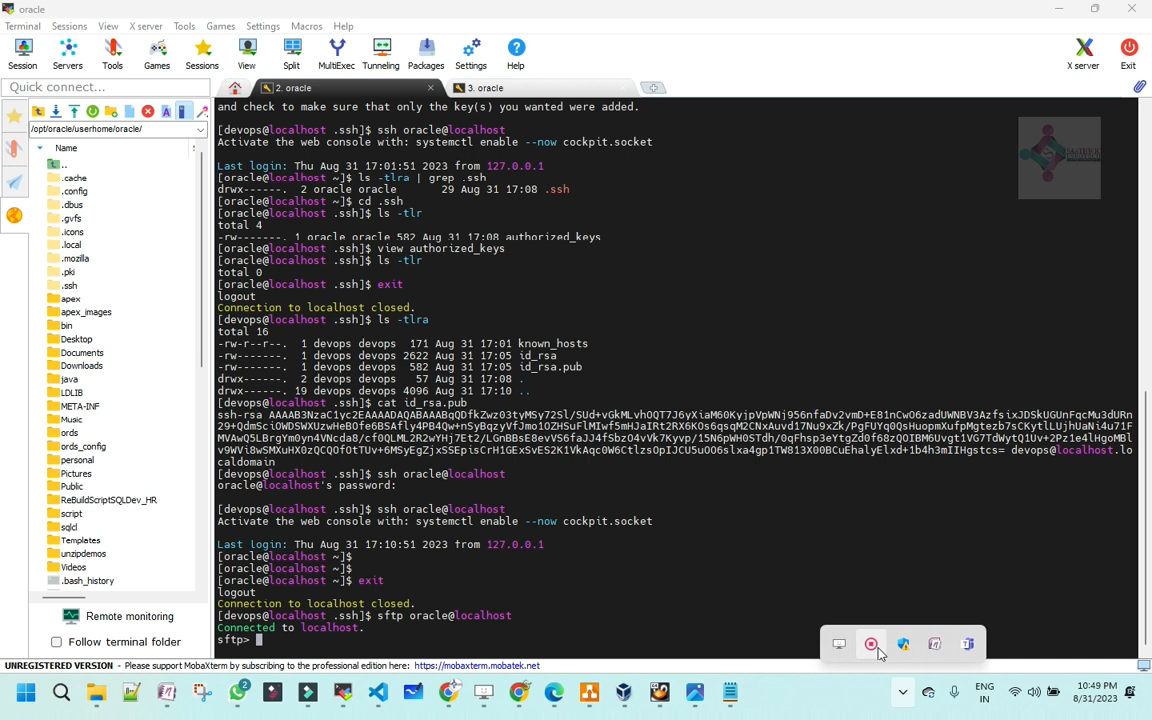 oracle
Terminal Sessions View X server Tools Games Settings Macros Help
Session Servers Tools Games Sessions View Split MultiExec Tunneling Packages Settings Help X server Exit
Quick connect...
2. oracle
3. oracle
/opt/oracle/userhome/oracle/
Name
..
.cache
.config
.dbus
.gvfs
.icons
.local
.mozilla
.pki
.ssh
apex
apex_images
bin
Desktop
Documents
Downloads
java
LDLIB
META-INF
Music
ords
ords_config
personal
Pictures
Public
ReBuildScriptSQLDev_HR
script
sqlcl
Templates
unzipdemos
Videos
.bash_history
Remote monitoring
Follow terminal folder
and check to make sure that only the key(s) you wanted were added.
[devops@localhost .ssh]$ ssh oracle@localhost
Activate the web console with: systemctl enable --now cockpit.socket
Last login: Thu Aug 31 17:01:51 2023 from 127.0.0.1
[oracle@localhost ~]$ ls -tlra | grep .ssh
drwx------. 2 oracle oracle 29 Aug 31 17:08 .ssh
[oracle@localhost ~]$ cd .ssh
[oracle@localhost .ssh]$ ls -tlr
total 4
-rw-------. 1 oracle oracle 582 Aug 31 17:08 authorized_keys
[oracle@localhost .ssh]$ view authorized_keys
[oracle@localhost .ssh]$ ls -tlr
total 0
[oracle@localhost .ssh]$ exit
logout
Connection to localhost closed.
[devops@localhost .ssh]$ ls -tlra
total 16
-rw-r--r--. 1 devops devops 171 Aug 31 17:01 known_hosts
-rw-------. 1 devops devops 2622 Aug 31 17:05 id_rsa
-rw-------. 1 devops devops 582 Aug 31 17:05 id_rsa.pub
drwx------. 2 devops devops 57 Aug 31 17:08 .
drwx------. 19 devops devops 4096 Aug 31 17:10 ..
[devops@localhost .ssh]$ cat id_rsa.pub
ssh-rsa
devops@localhost.lo
caldomain
[devops@localhost .ssh]$ ssh oracle@localhost
oracle@localhost's password:
[devops@localhost .ssh]$ ssh oracle@localhost
Activate the web console with: systemctl enable --now cockpit.socket
Last login: Thu Aug 31 17:10:51 2023 from 127.0.0.1
[oracle@localhost ~]$
[oracle@localhost ~]$
[oracle@localhost ~]$ exit
logout
Connection to localhost closed.
[devops@localhost .ssh]$ sftp oracle@localhost
Connected to localhost.
sftp>
UNREGISTERED VERSION - Please support MobaXterm by subscribing to the professional edition here: https://mobaxterm.mobatek.net
2
ENG
IN
10:49 PM
8/31/2023